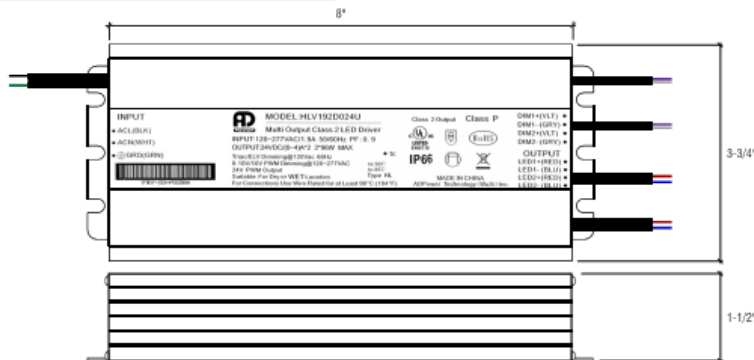 8"
INPUT
ACL(BLK)
ACN(WHT)
GRD(GRN)
AD
MODEL:HLV192D024U
Multi Output Class 2 LED Driver
INPUT:120-277VAC/1.9A 50/60Hz PF: 0.9
OUTPUT:24VDC(0-4)A*2 2*96W MAX
Triac/ELV Dimming@120Vac 60Hz
0-10V/10V PWM Dimming@120-277VAC
24V PWM Output
Suitable For Dry or WET Location
Type HL
For Connections Use Wire Rated for at Least 90°C (194°F)
Class 2 Output
Class P
UL
LISTED
RoHS
tc
IP66
MADE IN CHINA
ADPower Technology (Wuxi) Inc.
DIM1+(VLT)
DIM1-(GRY)
DIM2+(VLT)
DIM2-(GRY)
OUTPUT
LED1+(RED)
LED1-(BLU)
LED2+(RED)
LED2-(BLU)
3-3/4"
1-1/2"